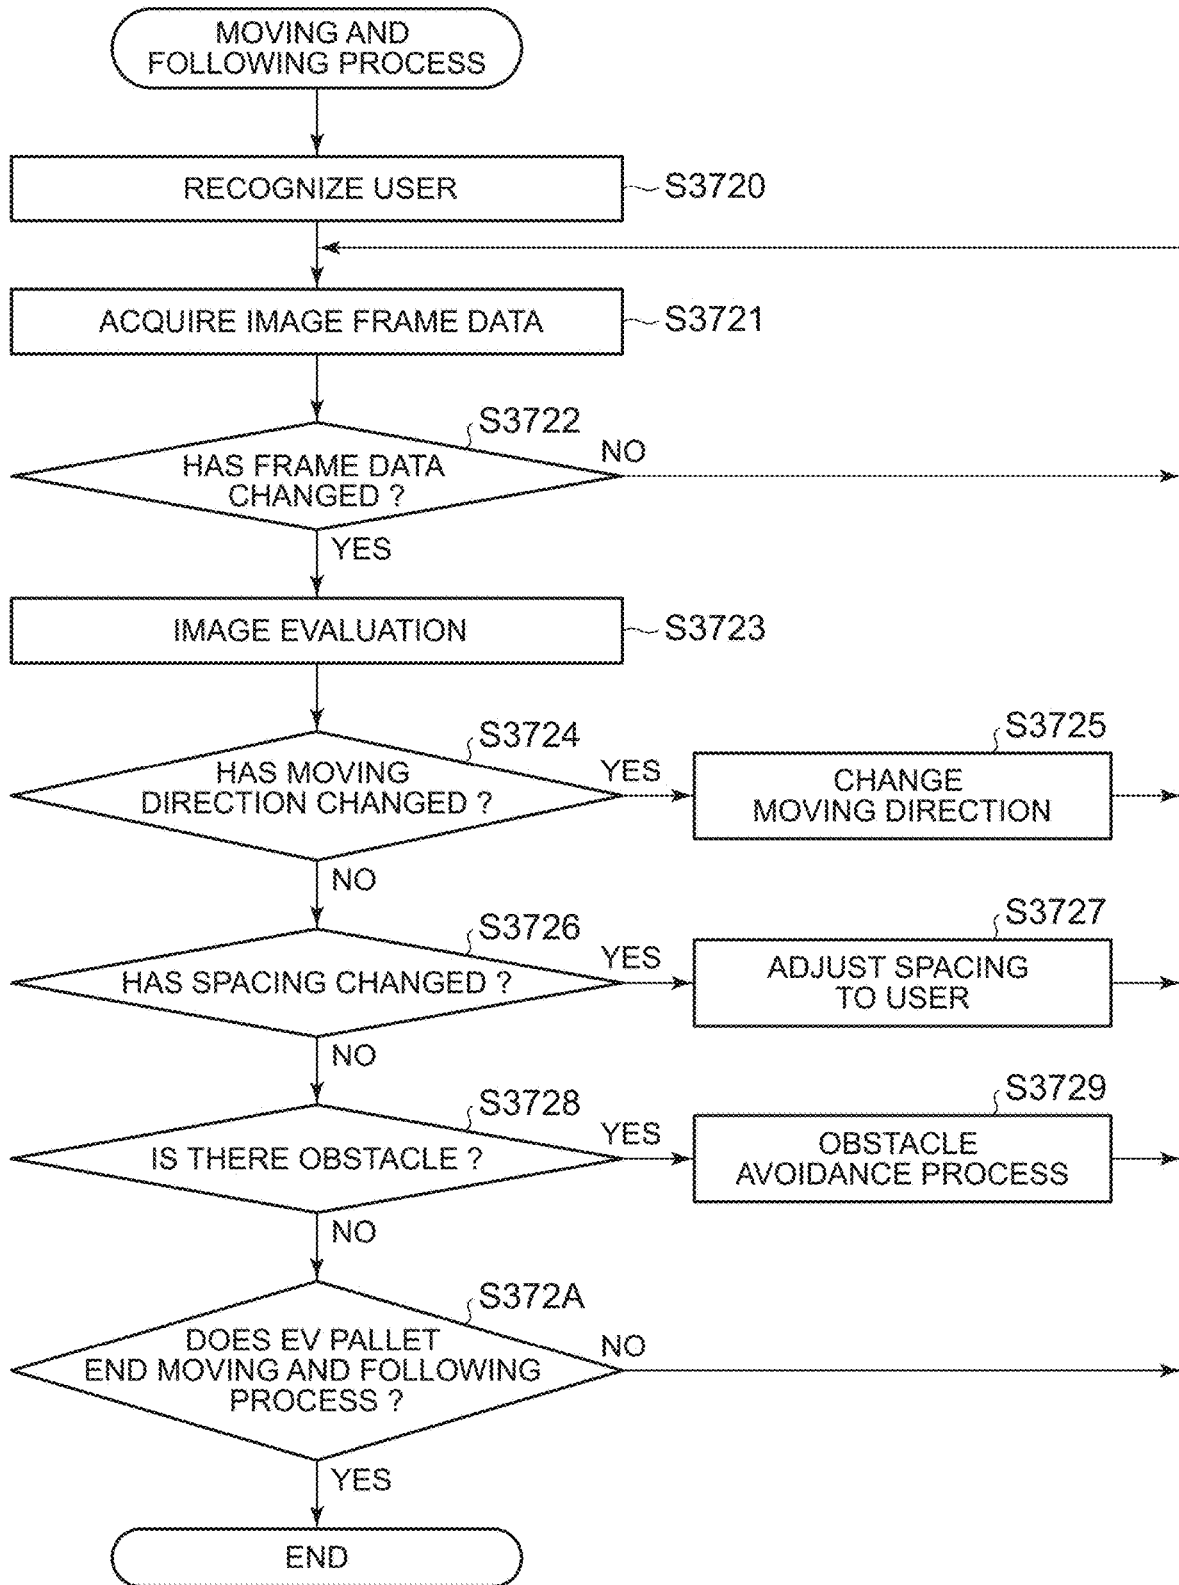 MOVING AND
FOLLOWING PROCESS
RECOGNIZE USER
S3720
ACQUIRE IMAGE FRAME DATA
S3721
S3722
HAS FRAME DATA
CHANGED ?
NO
YES
IMAGE EVALUATION
S3723
S3724
HAS MOVING
DIRECTION CHANGED ?
YES
S3725
CHANGE
MOVING DIRECTION
NO
S3726
HAS SPACING CHANGED ?
YES
S3727
ADJUST SPACING
TO USER
NO
S3728
IS THERE OBSTACLE ?
YES
S3729
OBSTACLE
AVOIDANCE PROCESS
NO
S372A
DOES EV PALLET
END MOVING AND FOLLOWING
PROCESS ?
NO
YES
END